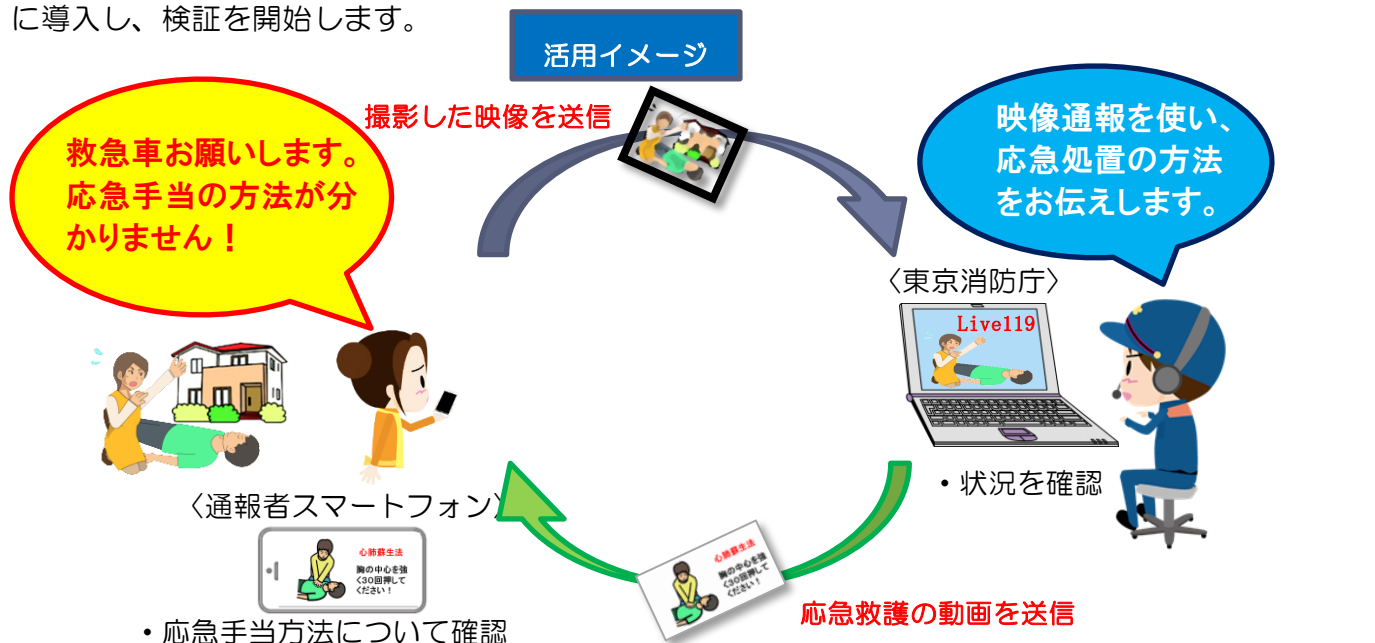 に導入し、検証を開始します。
活用イメージ
撮影した映像を送信
救急車お願いします。
応急手当の方法が分
かりません！
映像通報を使い、
応急処置の方法
をお伝えします。
〈東京消防庁〉
Live119
・状況を確認
〈通報者スマートフォン〉
心肺蘇生法
胸の中心を強
く30回押して
ください！
心肺蘇生法
胸の中心を強
く30回押して
ください！
応急救護の動画を送信
・応急手当方法について確認